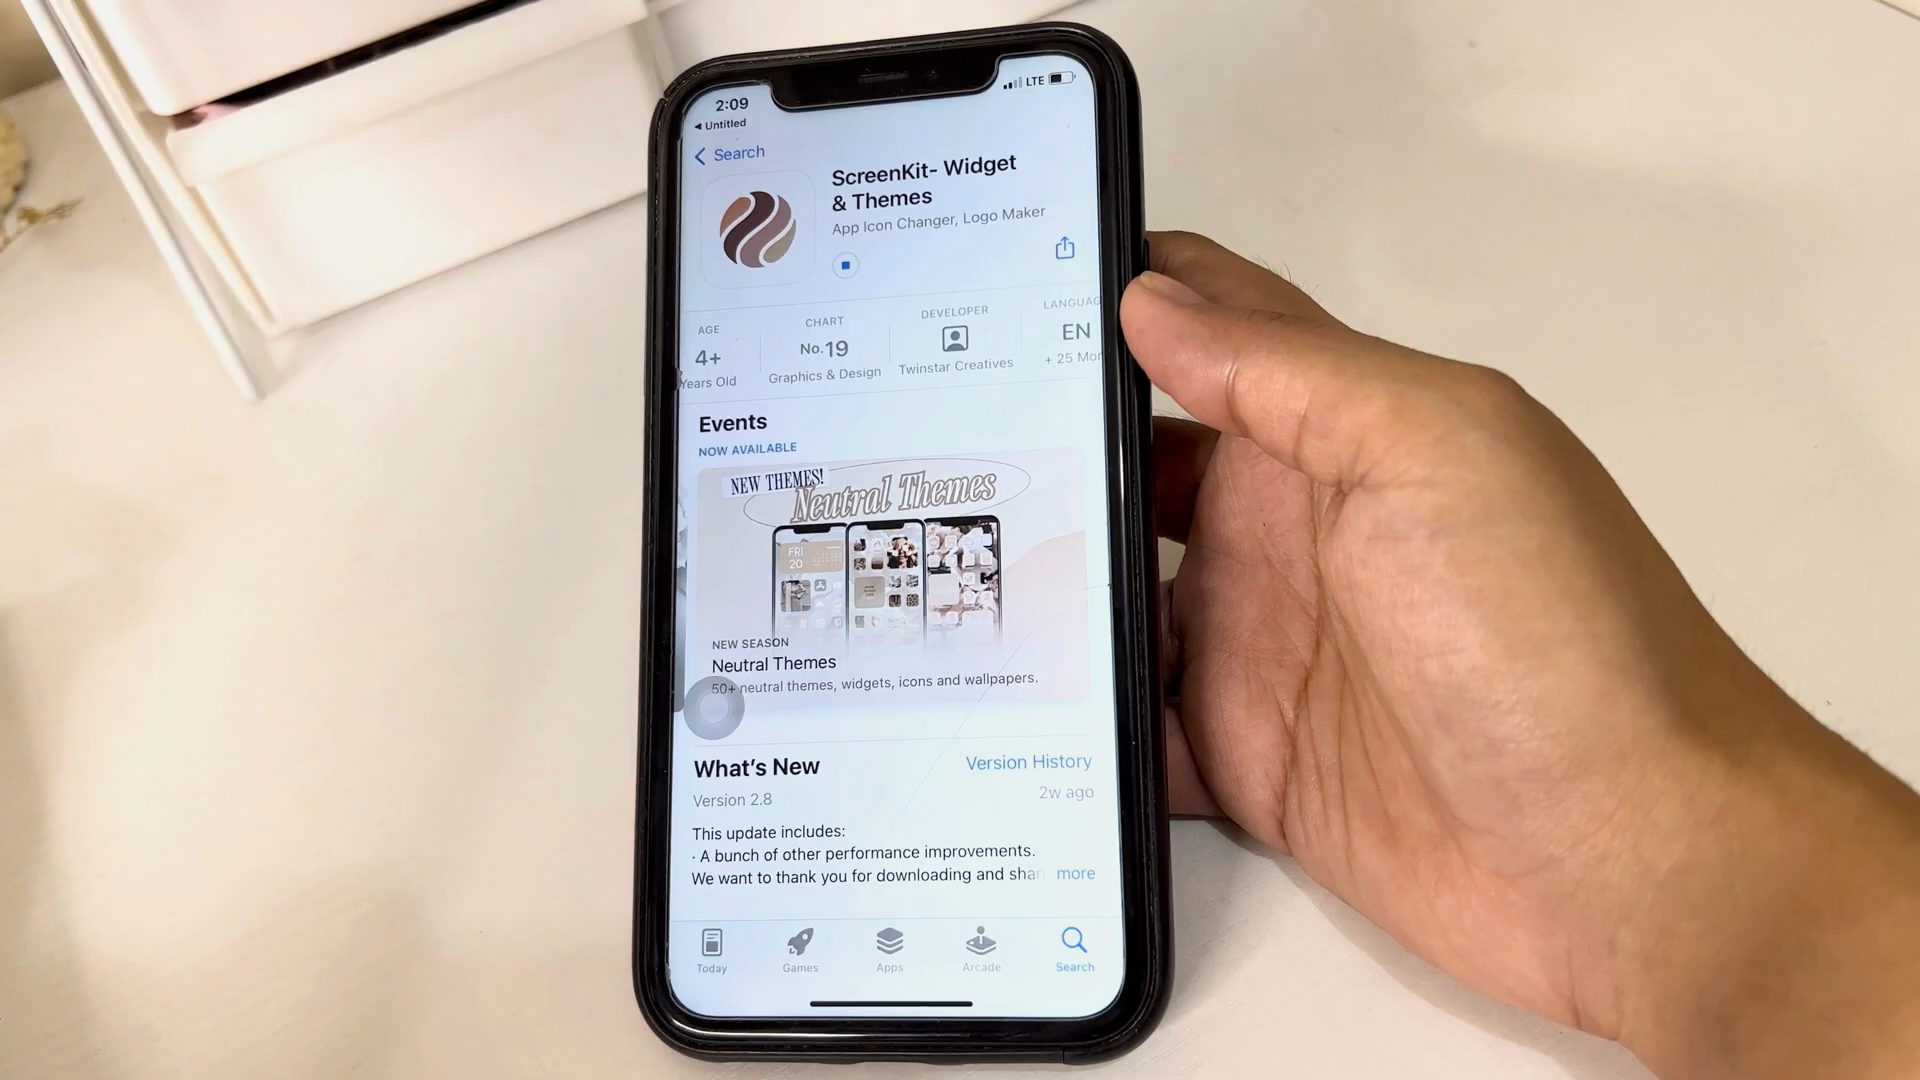 2:09
LTE
◀ Untitled
Search
ScreenKit- Widget
& Themes
App Icon Changer, Logo Maker
AGE
4+
Years Old
CHART
No.19
Graphics & Design
DEVELOPER
Twinstar Creatives
LANGUAG
EN
+ 25 Mor
Events
NOW AVAILABLE
NEW THEMES!
Neutral Themes
FRI
20
NEW SEASON
Neutral Themes
50+ neutral themes, widgets, icons and wallpapers.
What's New
Version History
Version 2.8
2w ago
This update includes:
· A bunch of other performance improvements.
We want to thank you for downloading and shari more
Today
Games
Apps
Arcade
Search